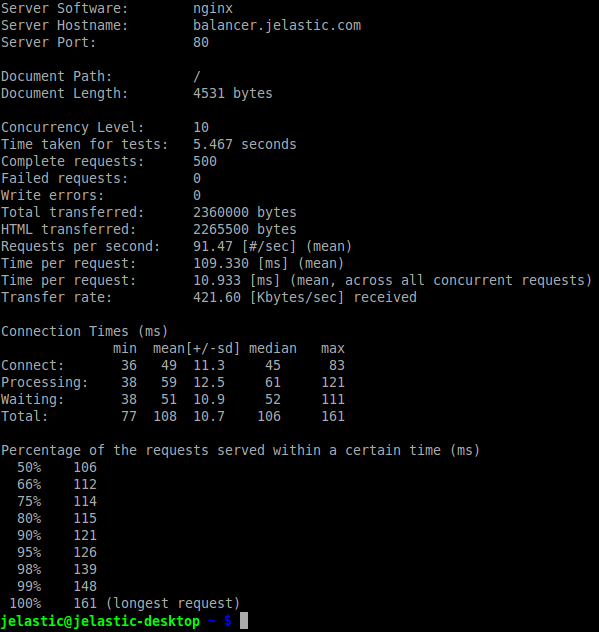 Server Software:        nginx
Server Hostname:        balancer.jelastic.com
Server Port:            80
Document Path:          /
Document Length:        4531 bytes
Concurrency Level:      10
Time taken for tests:   5.467 seconds
Complete requests:      500
Failed requests:        0
Write errors:           0
Total transferred:      2360000 bytes
HTML transferred:       2265500 bytes
Requests per second:    91.47 [#/sec] (mean)
Time per request:       109.330 [ms] (mean)
Time per request:       10.933 [ms] (mean, across all concurrent requests)
Transfer rate:          421.60 [Kbytes/sec] received
Connection Times (ms)
              min  mean[+/-sd] median   max
Connect:       36   49  11.3     45      83
Processing:    38   59  12.5     61     121
Waiting:       38   51  10.9     52     111
Total:         77  108  10.7    106     161
Percentage of the requests served within a certain time (ms)
  50%    106
  66%    112
  75%    114
  80%    115
  90%    121
  95%    126
  98%    139
  99%    148
 100%    161 (longest request)
jelastic@jelastic-desktop ~ $